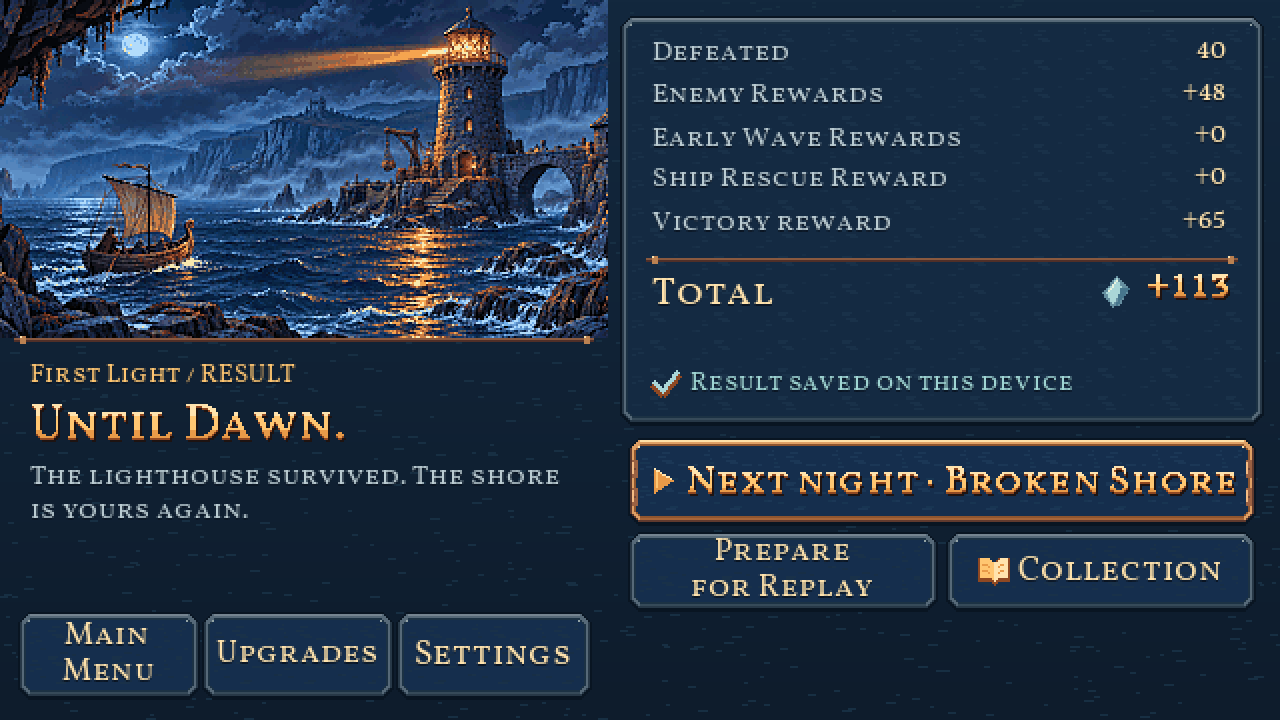 First Light / RESULT
Until Dawn.
The lighthouse survived. The shore
is yours again.
Main
Menu
Upgrades
Settings
Defeated 40
Enemy Rewards +48
Early Wave Rewards +0
Ship Rescue Reward +0
Victory reward +65
Total +113
Result saved on this device
Next night · Broken Shore
Prepare
for Replay
Collection